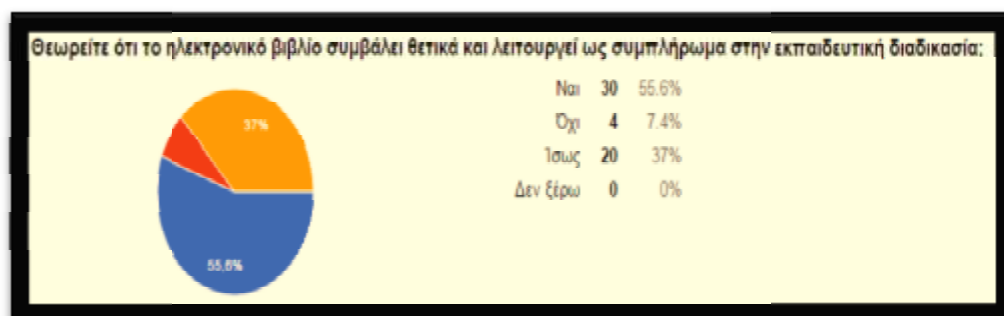 Θεωρείτε ότι το ηλεκτρονικό βιβλίο συμβάλει θετικά και λειτουργεί ως συμπλήρωμα στην εκπαιδευτική διαδικασία;
Ναι 30 55.6%
Όχι 4 7.4%
Ίσως 20 37%
Δεν ξέρω 0 0%
37%
55,6%